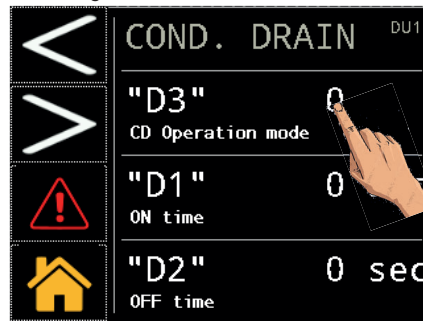 COND. DRAIN DU1
"D3" 0
CD Operation mode
"D1" 0
ON time
"D2" 0 sec
OFF time